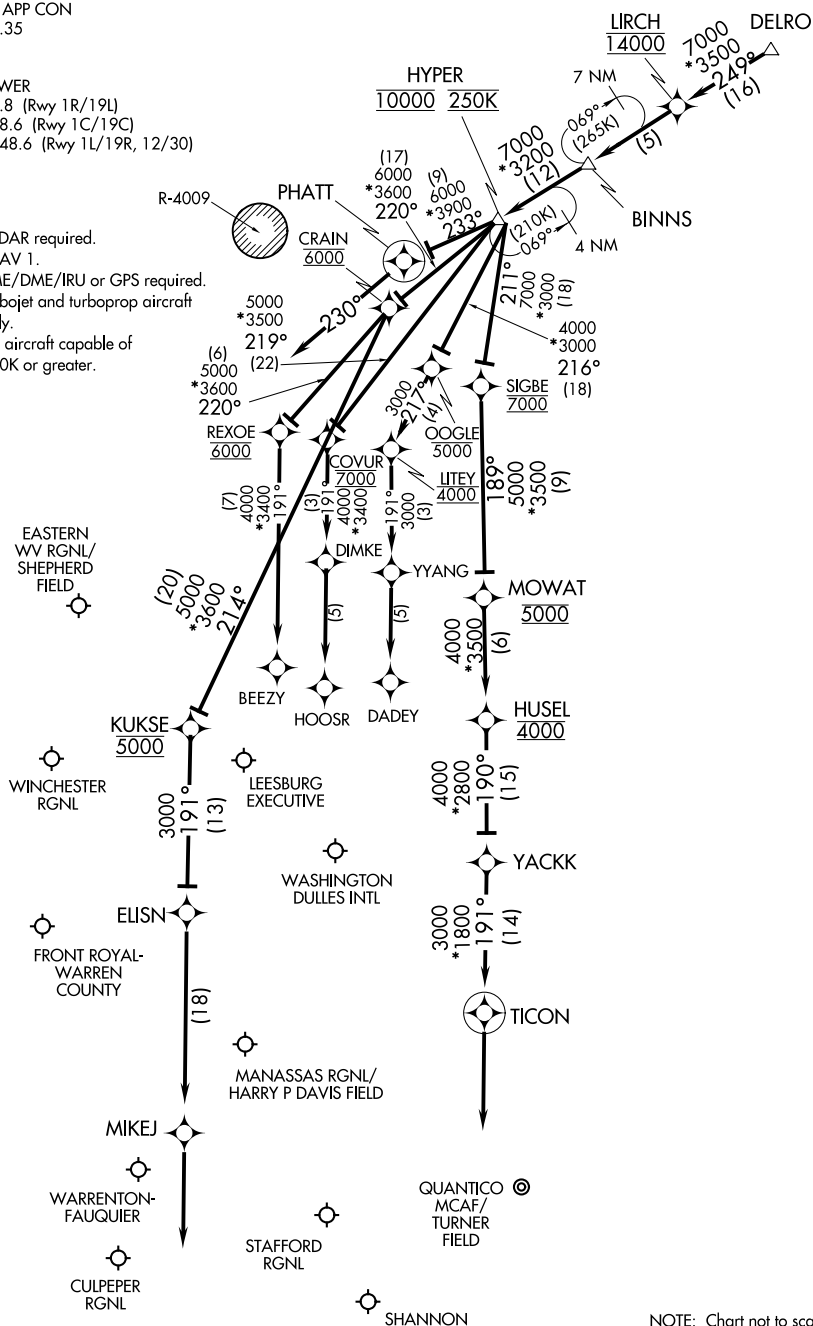 APP CON
.35
WER
.8 (Rwy 1R/19L)
8.6 (Rwy 1C/19C)
48.6 (Rwy 1L/19R, 12/30)
DAR required.
AV 1.
ME/DME/IRU or GPS required.
bojet and turboprop aircraft
ly.
aircraft capable of
0K or greater.
LIRCH
14000
DELRO
7000
*3500
249°
(16)
HYPER
10000 250K
7 NM
069°
(265K)
(5)
7000
*3200
(12)
BINNS
(210K)
069°
4 NM
(17)
6000
*3600
220°
(9)
6000
*3900
233°
PHATT
R-4009
CRAIN
6000
230°
211°
7000
*3000
(18)
4000
*3000
216°
(18)
5000
*3500
219°
(22)
(6)
5000
*3600
220°
3000
217°
(4)
SIGBE
7000
OOGLE
5000
REXOE
6000
COVUR
7000
LITEY
4000
189°
5000
*3500
(9)
(7)
4000
*3400
191°
(3)
191°
4000
*3400
191°
3000
(3)
EASTERN
WV RGNL/
SHEPHERD
FIELD
DIMKE
YYANG
MOWAT
5000
(20)
5000
*3600
214°
(5)
(5)
4000
*3500
(6)
BEEZY
HOOSR
DADEY
HUSEL
4000
KUKSE
5000
WINCHESTER
RGNL
LEESBURG
EXECUTIVE
3000
191°
(13)
4000
*2800
190°
(15)
WASHINGTON
DULLES INTL
YACKK
ELISN
FRONT ROYAL-
WARREN
COUNTY
3000
*1800
191°
(14)
(18)
TICON
MANASSAS RGNL/
HARRY P DAVIS FIELD
MIKEJ
WARRENTON-
FAUQUIER
QUANTICO
MCAF/
TURNER
FIELD
STAFFORD
RGNL
CULPEPER
RGNL
SHANNON
NOTE: Chart not to sca